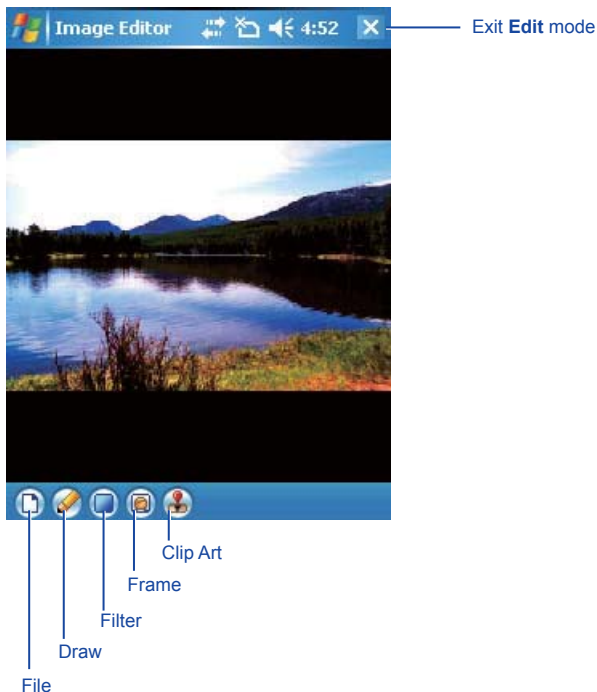 Image Editor 4:52
Exit Edit mode
Clip Art
Frame
Filter
Draw
File